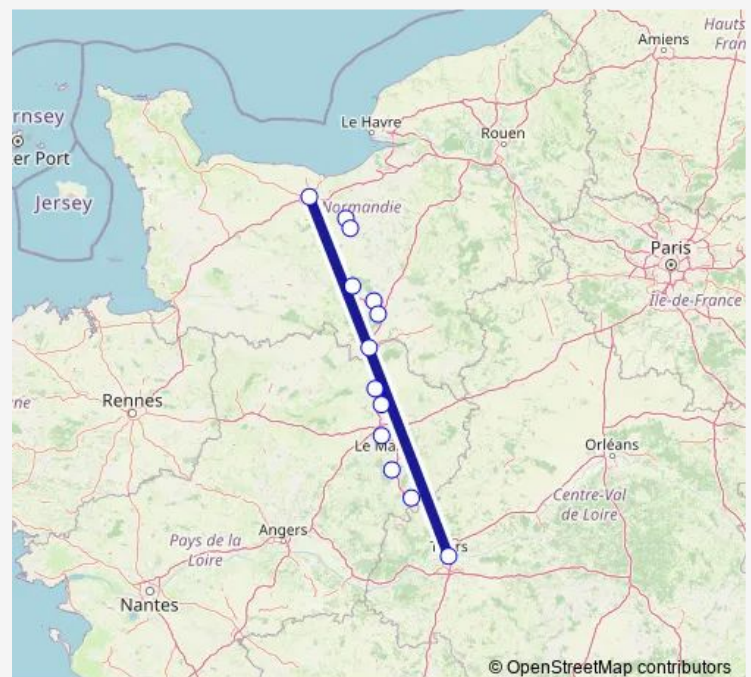 Hauts
Fran
Amiens
Le Havre
Rouen
rnsey
er Port
Jersey
Normandie
Paris
Île-de-France
Rennes
ne
Le Ma
Orléans
Centre-Val
de Loire
Angers
Pays de la
Loire
Nantes
© OpenStreetMap contributors